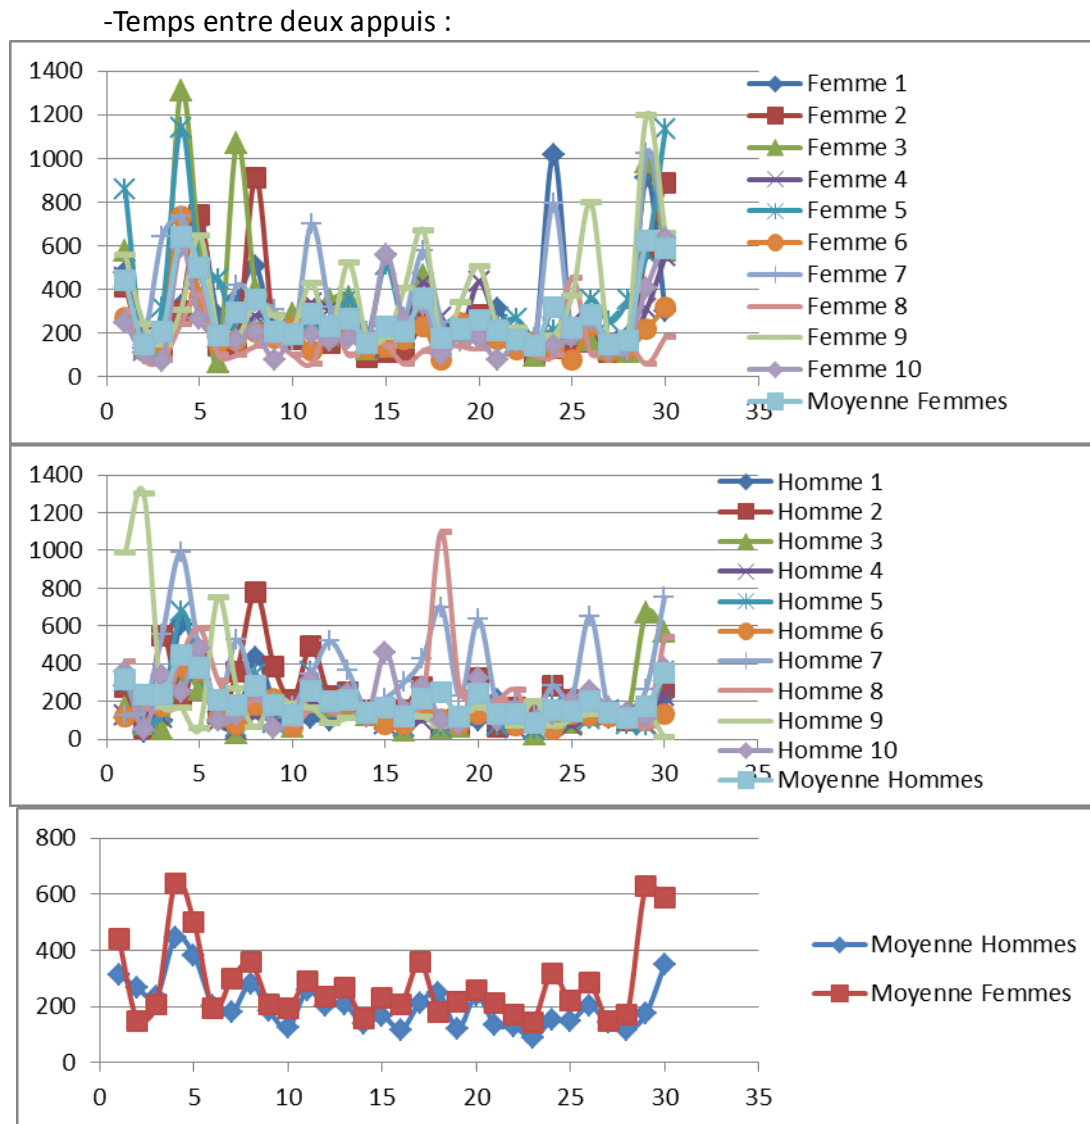 -Temps entre deux appuis :
1400
1200
1000
800
600
400
200
0
0 5 10 15 20 25 30 35
Femme 1
Femme 2
Femme 3
Femme 4
Femme 5
Femme 6
Femme 7
Femme 8
Femme 9
Femme 10
Moyenne Femmes
1400
1200
1000
800
600
400
200
0
0 5 10 15 20 25 30 35
Homme 1
Homme 2
Homme 3
Homme 4
Homme 5
Homme 6
Homme 7
Homme 8
Homme 9
Homme 10
Moyenne Hommes
800
600
400
200
0
0 5 10 15 20 25 30 35
Moyenne Hommes
Moyenne Femmes